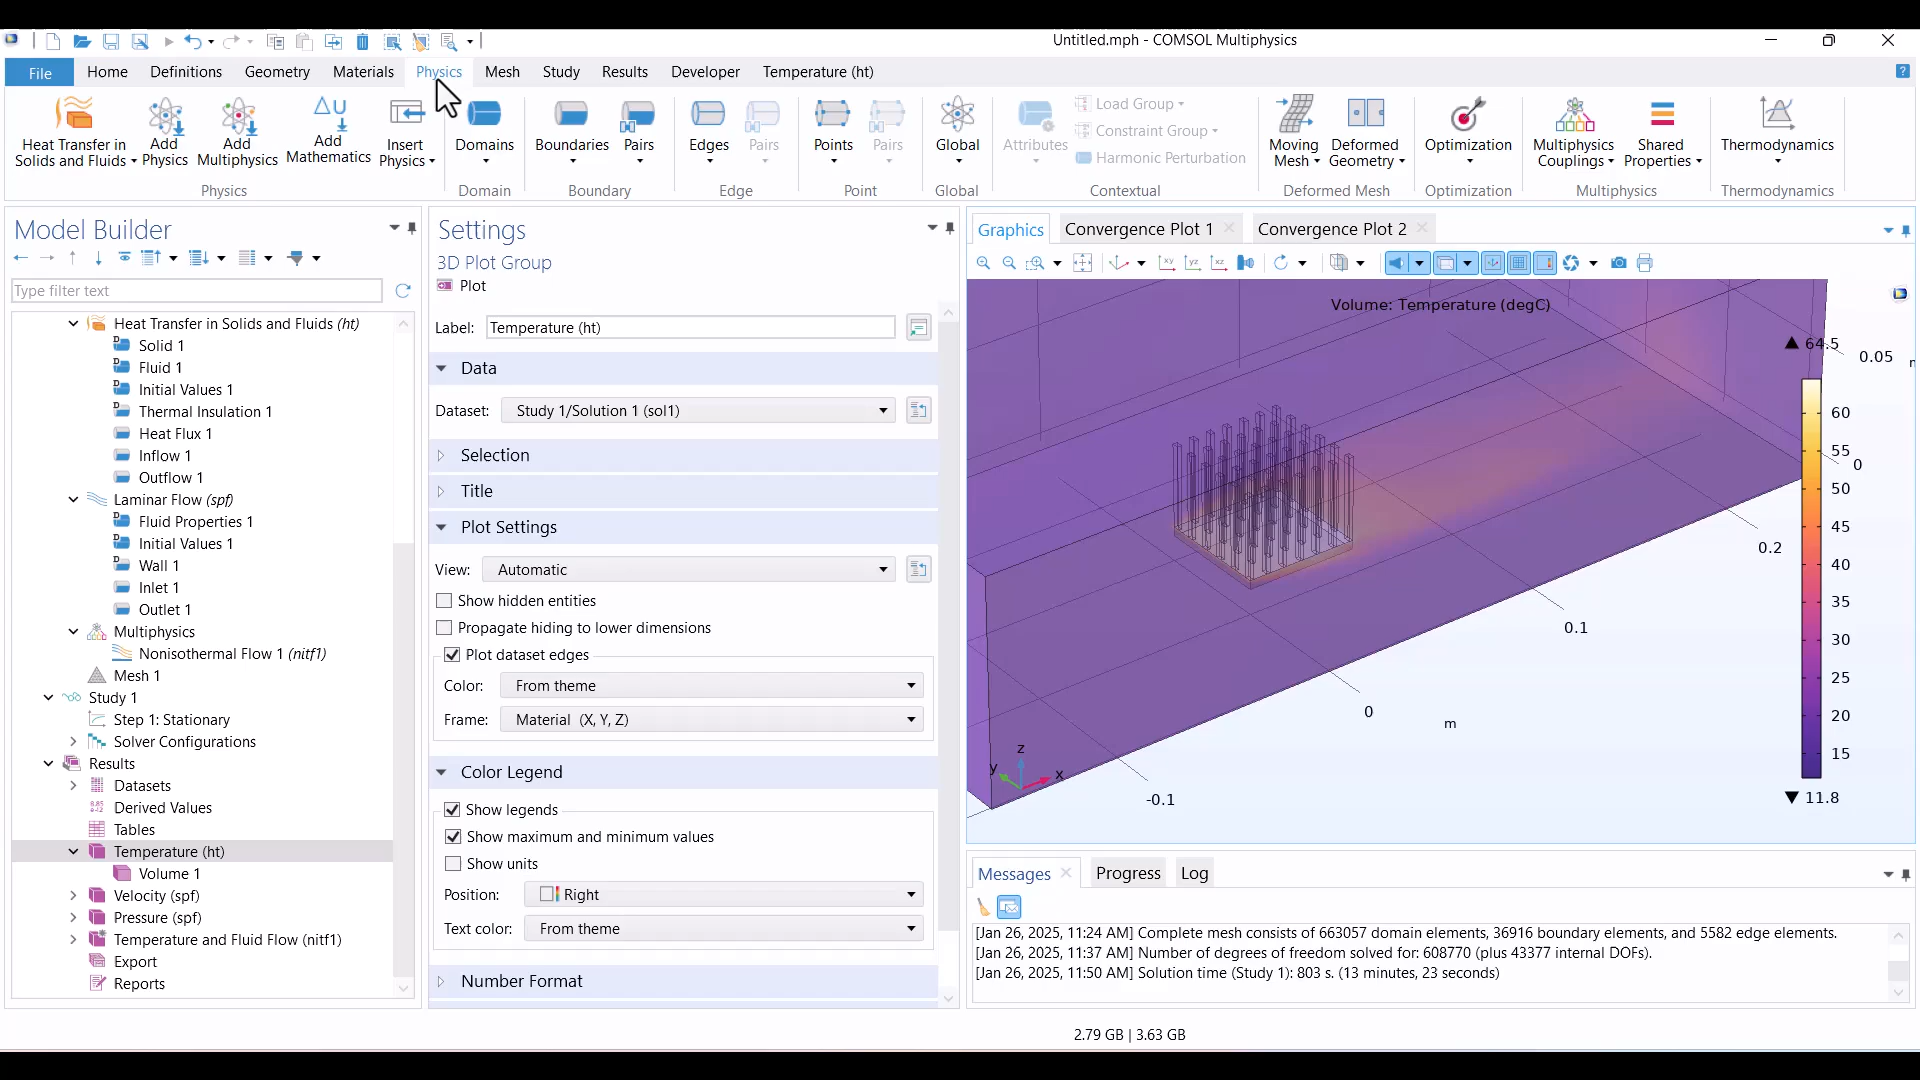 Untitled.mph - COMSOL Multiphysics
File Home Definitions Geometry Materials Physics Mesh Study Results Developer Temperature (ht)
Heat Transfer in
Solids and Fluids
Add
Physics
Add
Multiphysics
Add
Mathematics
Insert
Physics
Domains
Boundaries
Pairs
Edges
Pairs
Points
Pairs
Global
Attributes
Load Group
Constraint Group
Harmonic Perturbation
Moving
Mesh
Deformed
Geometry
Optimization
Multiphysics
Couplings
Shared
Properties
Thermodynamics
Physics Domain Boundary Edge Point Global Contextual Deformed Mesh Optimization Multiphysics Thermodynamics
Model Builder
Type filter text
Heat Transfer in Solids and Fluids (ht)
Solid 1
Fluid 1
Initial Values 1
Thermal Insulation 1
Heat Flux 1
Inflow 1
Outflow 1
Laminar Flow (spf)
Fluid Properties 1
Initial Values 1
Wall 1
Inlet 1
Outlet 1
Multiphysics
Nonisothermal Flow 1 (nitf1)
Mesh 1
Study 1
Step 1: Stationary
Solver Configurations
Results
Datasets
Derived Values
Tables
Temperature (ht)
Volume 1
Velocity (spf)
Pressure (spf)
Temperature and Fluid Flow (nitf1)
Export
Reports
Settings
3D Plot Group
Plot
Label: Temperature (ht)
Data
Dataset: Study 1/Solution 1 (sol1)
Selection
Title
Plot Settings
View: Automatic
Show hidden entities
Propagate hiding to lower dimensions
Plot dataset edges
Color: From theme
Frame: Material (X, Y, Z)
Color Legend
Show legends
Show maximum and minimum values
Show units
Position: Right
Text color: From theme
Number Format
Graphics Convergence Plot 1 Convergence Plot 2
Volume: Temperature (degC)
64.5
0.05
60
55
0
50
45
0.2
40
35
0.1
30
25
0
20
m
15
z
y
x
-0.1
11.8
Messages Progress Log
[Jan 26, 2025, 11:24 AM] Complete mesh consists of 663057 domain elements, 36916 boundary elements, and 5582 edge elements.
[Jan 26, 2025, 11:37 AM] Number of degrees of freedom solved for: 608770 (plus 43377 internal DOFs).
[Jan 26, 2025, 11:50 AM] Solution time (Study 1): 803 s. (13 minutes, 23 seconds)
2.79 GB | 3.63 GB